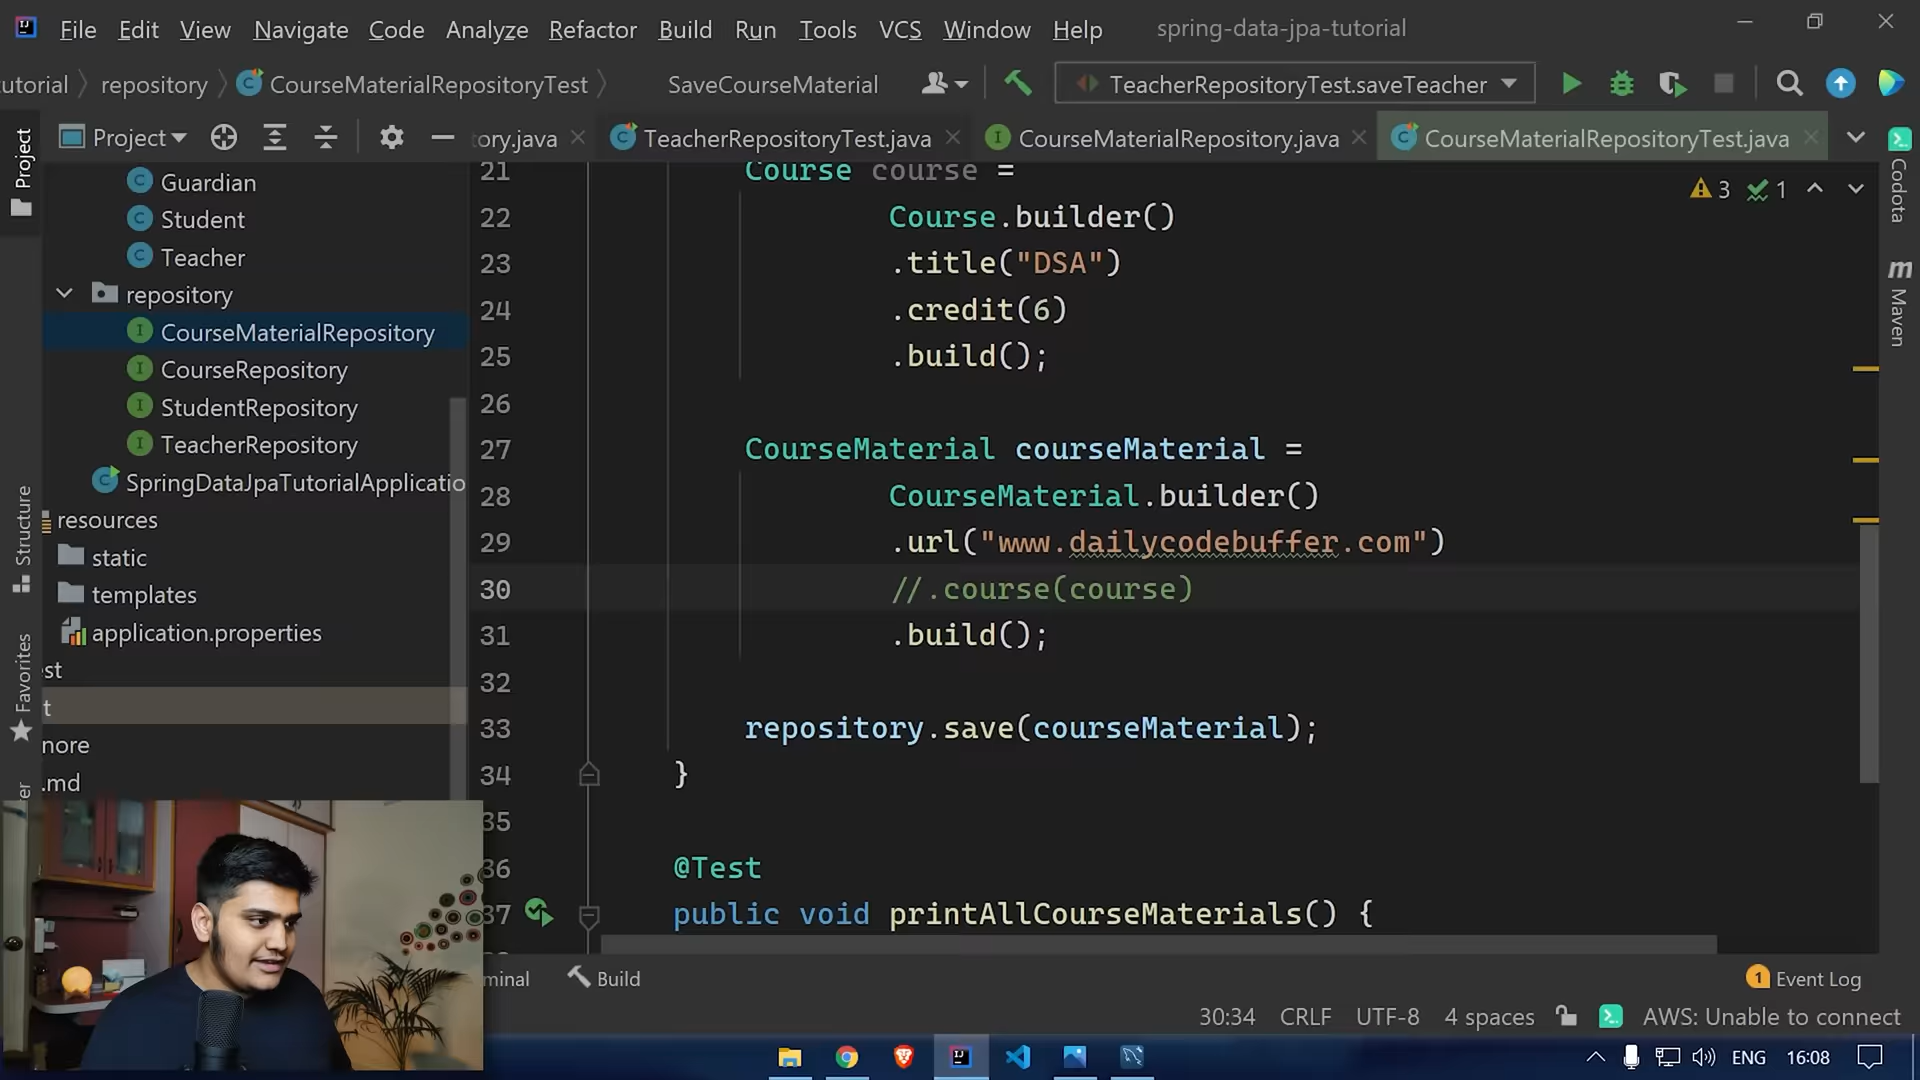 File Edit View Navigate Code Analyze Refactor Build Run Tools VCS Window Help spring-data-jpa-tutorial
utorial repository CourseMaterialRepositoryTest SaveCourseMaterial TeacherRepositoryTest.saveTeacher
Project
Project
ory.java TeacherRepositoryTest.java CourseMaterialRepository.java CourseMaterialRepositoryTest.java
Guardian
Student
Teacher
repository
CourseMaterialRepository
CourseRepository
StudentRepository
TeacherRepository
SpringDataJpaTutorialApplicatio
resources
static
templates
application.properties
st
t
nore
.md
Structure
Favorites
er
21 Course course =
22 Course.builder()
23 .title("DSA")
24 .credit(6)
25 .build();
26
27 CourseMaterial courseMaterial =
28 CourseMaterial.builder()
29 .url("www.dailycodebuffer.com")
30 //.course(course)
31 .build();
32
33 repository.save(courseMaterial);
34 }
35
36 @Test
37 public void printAllCourseMaterials() {
3 1
Codota
m Maven
minal Build 1 Event Log
30:34 CRLF UTF-8 4 spaces AWS: Unable to connect
ENG 16:08